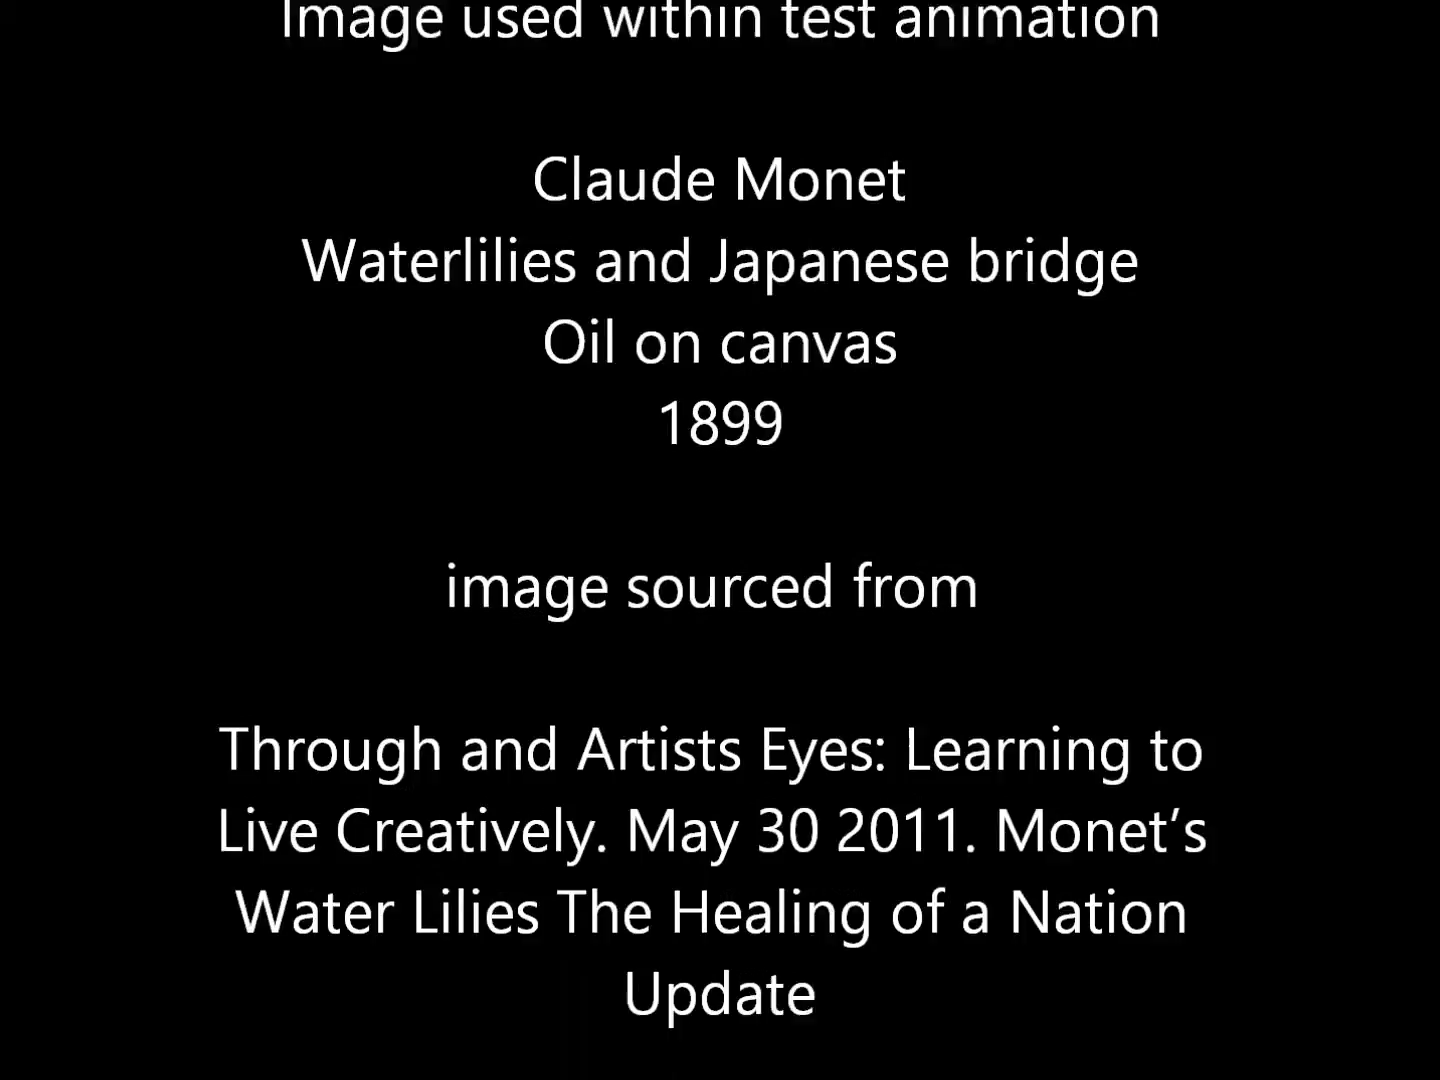 Image used within test animation
Claude Monet
Waterlilies and Japanese bridge
Oil on canvas
1899
image sourced from
Through and Artists Eyes: Learning to
Live Creatively. May 30 2011. Monet’s
Water Lilies The Healing of a Nation
Update